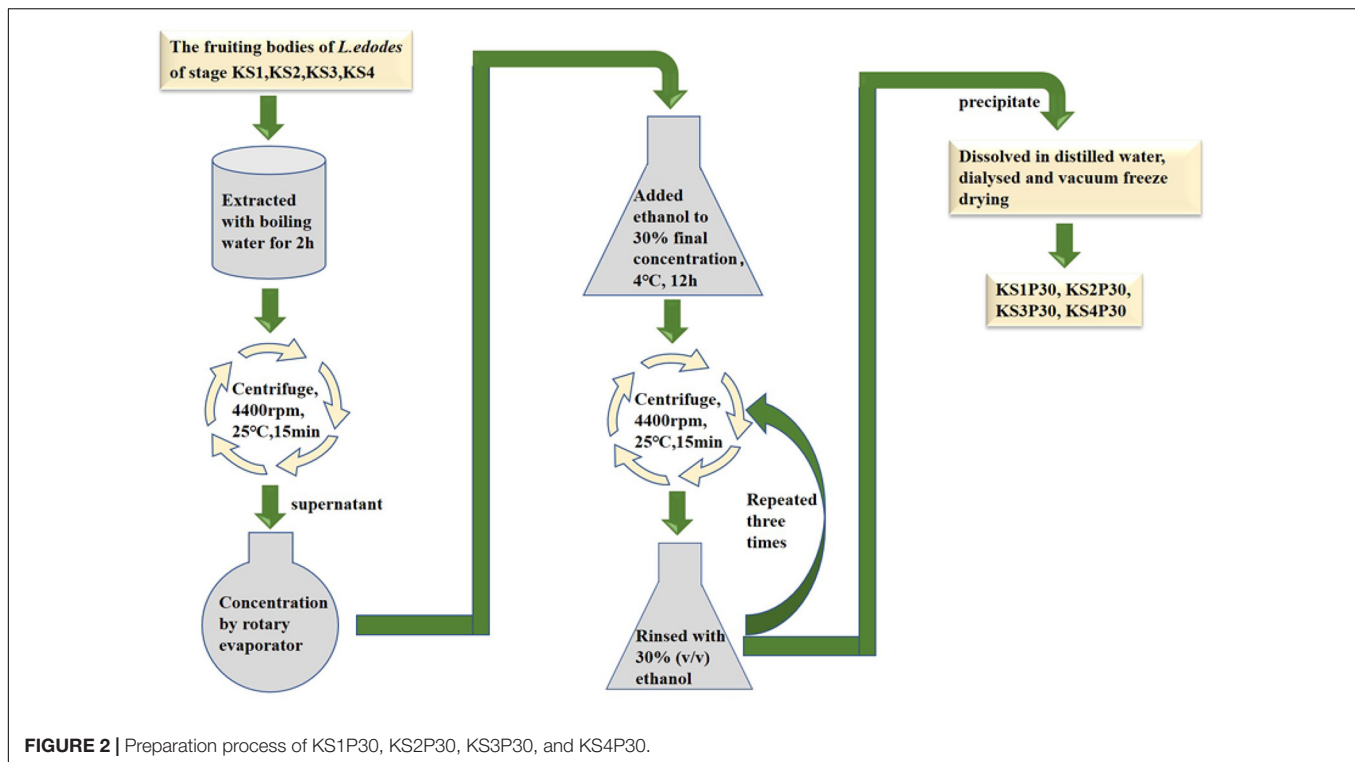 The fruiting bodies of L.edodes
of stage KS1,KS2,KS3,KS4
Extracted
with boiling
water for 2h
Centrifuge,
4400rpm,
25°C,15min
supernatant
Concentration
by rotary
evaporator
Added
ethanol to
30% final
concentration,
4°C, 12h
Centrifuge,
4400rpm,
25°C,15min
Repeated
three
times
Rinsed with
30% (v/v)
ethanol
precipitate
Dissolved in distilled water,
dialysed and vacuum freeze
drying
KS1P30, KS2P30,
KS3P30, KS4P30
FIGURE 2 | Preparation process of KS1P30, KS2P30, KS3P30, and KS4P30.